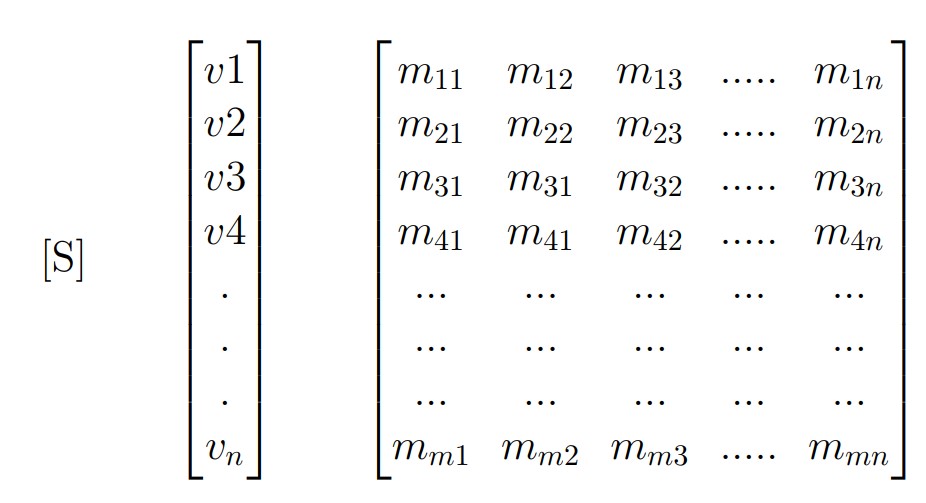 v1 m₁₁ m₁₂ m₁₃ ..... m₁ₙ
v2 m₂₁ m₂₂ m₂₃ ..... m₂ₙ
v3 m₃₁ m₃₁ m₃₂ ..... m₃ₙ
v4 m₄₁ m₄₁ m₄₂ ..... m₄ₙ
[S]
. ... ... ... ... ...
. ... ... ... ... ...
. ... ... ... ... ...
vₙ mₘ₁ mₘ₂ mₘ₃ ..... mₘₙ